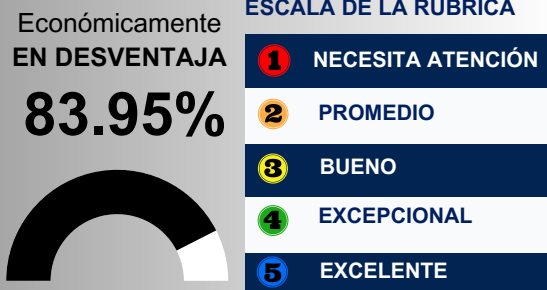 Económicamente
EN DESVENTAJA
83.95%
ESCALA DE LA RÚBRICA
1 NECESITA ATENCIÓN
2 PROMEDIO
3 BUENO
4 EXCEPCIONAL
5 EXCELENTE